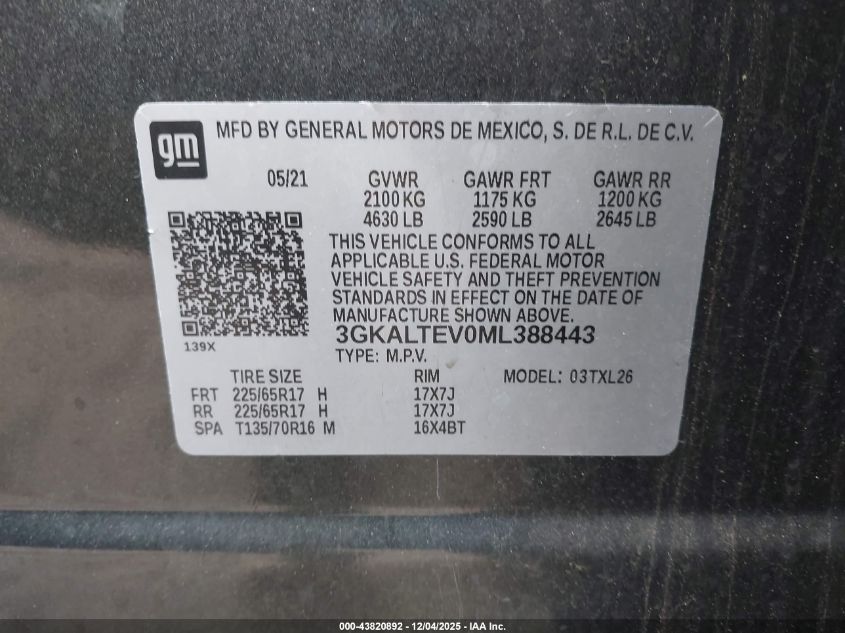 gm
MFD BY GENERAL MOTORS DE MEXICO, S. DE R.L. DE C.V.
05/21 GVWR GAWR FRT GAWR RR
2100 KG 1175 KG 1200 KG
4630 LB 2590 LB 2645 LB
THIS VEHICLE CONFORMS TO ALL
APPLICABLE U.S. FEDERAL MOTOR
VEHICLE SAFETY AND THEFT PREVENTION
STANDARDS IN EFFECT ON THE DATE OF
MANUFACTURE SHOWN ABOVE.
3GKALTEV0ML388443
139X
TYPE: M.P.V.
TIRE SIZE RIM MODEL: 03TXL26
FRT 225/65R17 H 17X7J
RR 225/65R17 H 17X7J
SPA T135/70R16 M 16X4BT
000-43820892 - 12/04/2025 - IAA Inc.